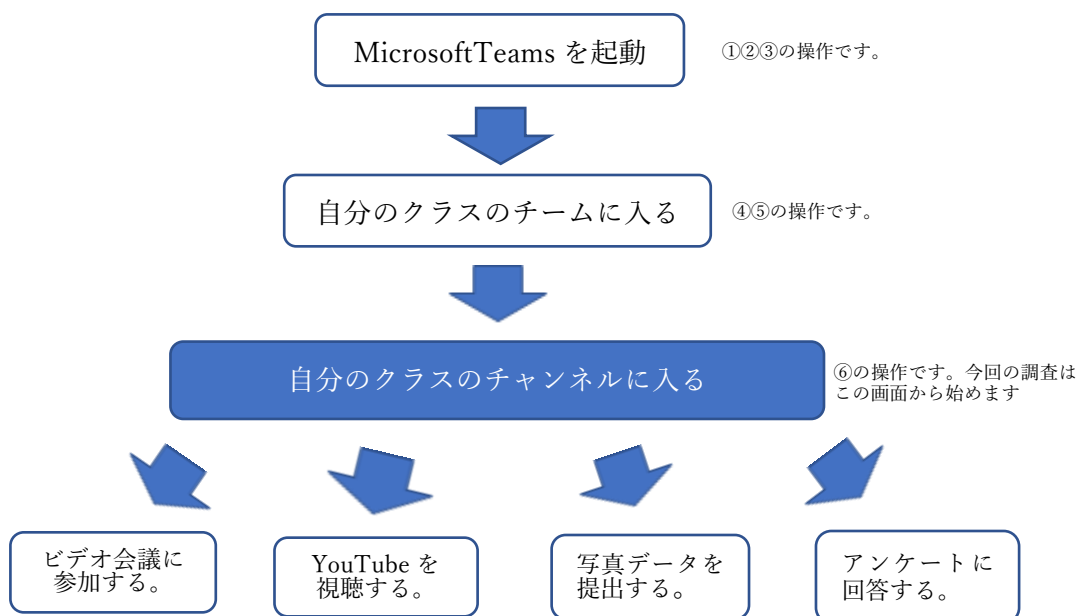 MicrosoftTeams を起動
①②③の操作です。
自分のクラスのチームに入る
④⑤の操作です。
自分のクラスのチャンネルに入る
⑥の操作です。今回の調査は
この画面から始めます
ビデオ会議に
参加する。
YouTube を
視聴する。
写真データを
提出する。
アンケートに
回答する。